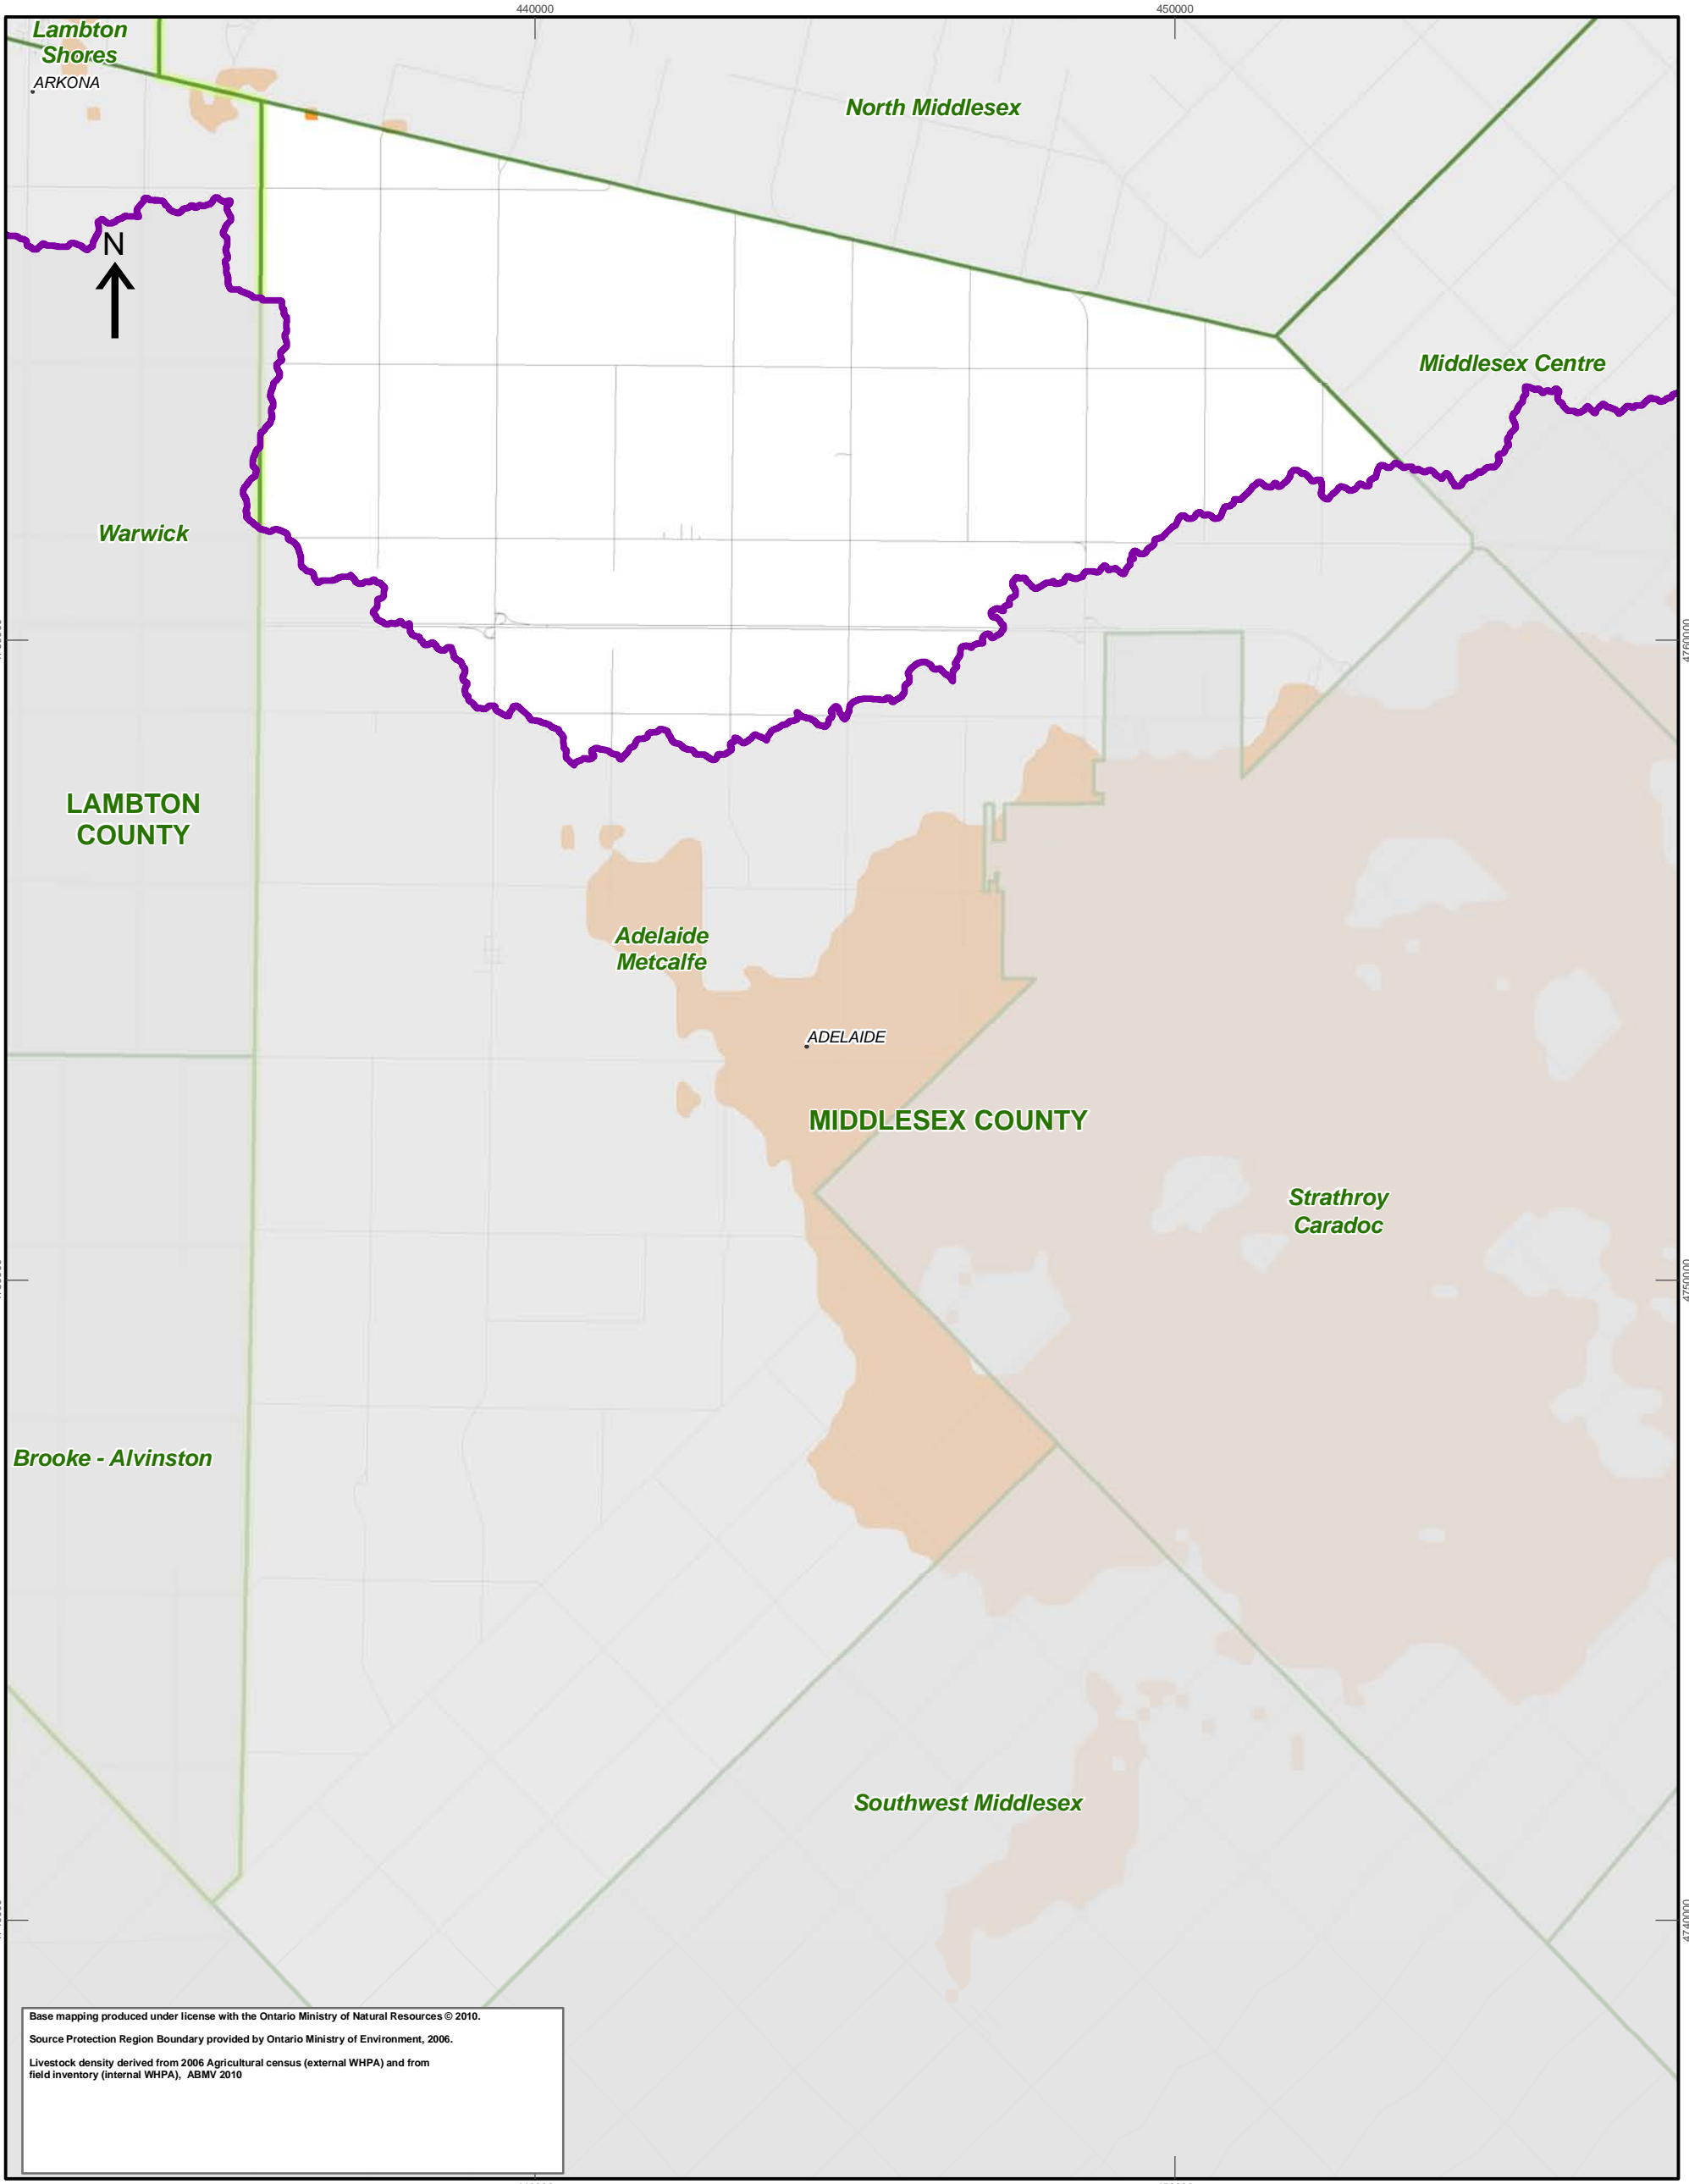 440000
450000
Lambton
Shores
ARKONA
North Middlesex
N
Middlesex Centre
Warwick
4760000
LAMBTON
COUNTY
Adelaide
Metcalfe
ADELAIDE
MIDDLESEX COUNTY
Strathroy
Caradoc
4750000
Brooke - Alvinston
Southwest Middlesex
4740000
Base mapping produced under license with the Ontario Ministry of Natural Resources © 2010.
Source Protection Region Boundary provided by Ontario Ministry of Environment, 2006.
Livestock density derived from 2006 Agricultural census (external WHPA) and from
field inventory (internal WHPA), ABMV 2010